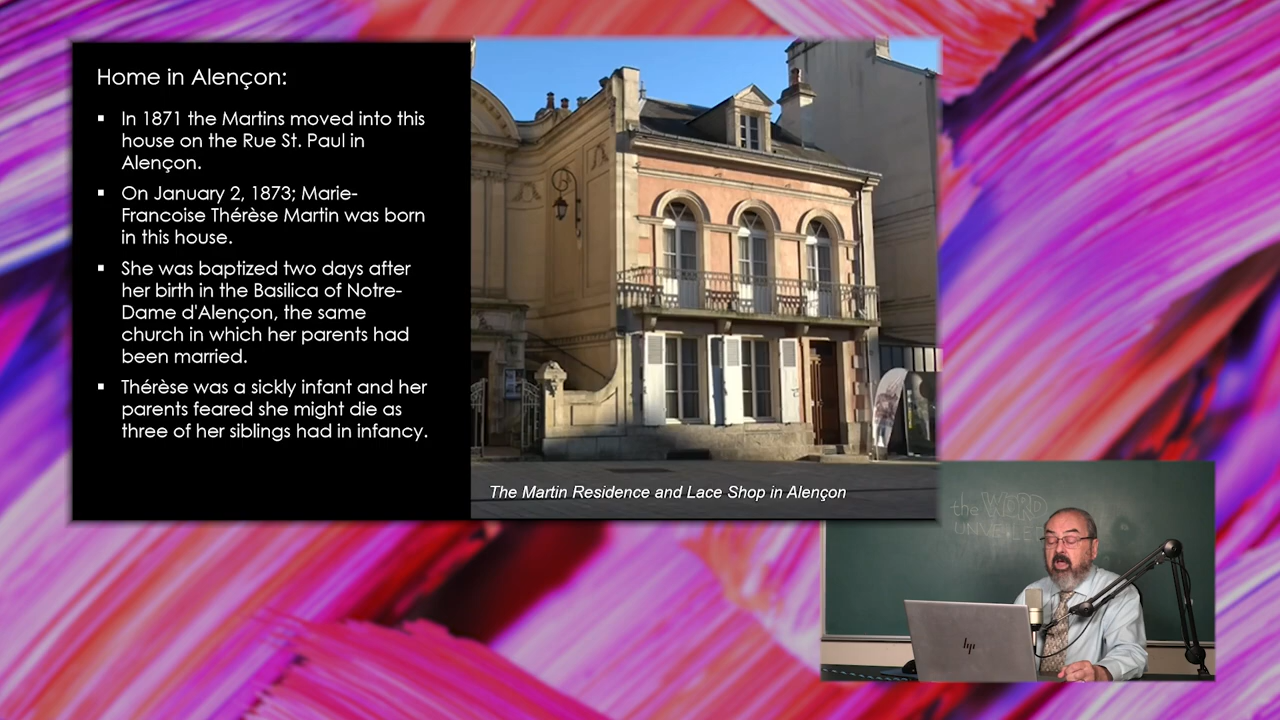 Home in Alençon:
▪ In 1871 the Martins moved into this
house on the Rue St. Paul in
Alençon.
▪ On January 2, 1873; Marie-
Francoise Thérèse Martin was born
in this house.
▪ She was baptized two days after
her birth in the Basilica of Notre-
Dame d'Alençon, the same
church in which her parents had
been married.
▪ Thérèse was a sickly infant and her
parents feared she might die as
three of her siblings had in infancy.
The Martin Residence and Lace Shop in Alençon
the WORD
hp